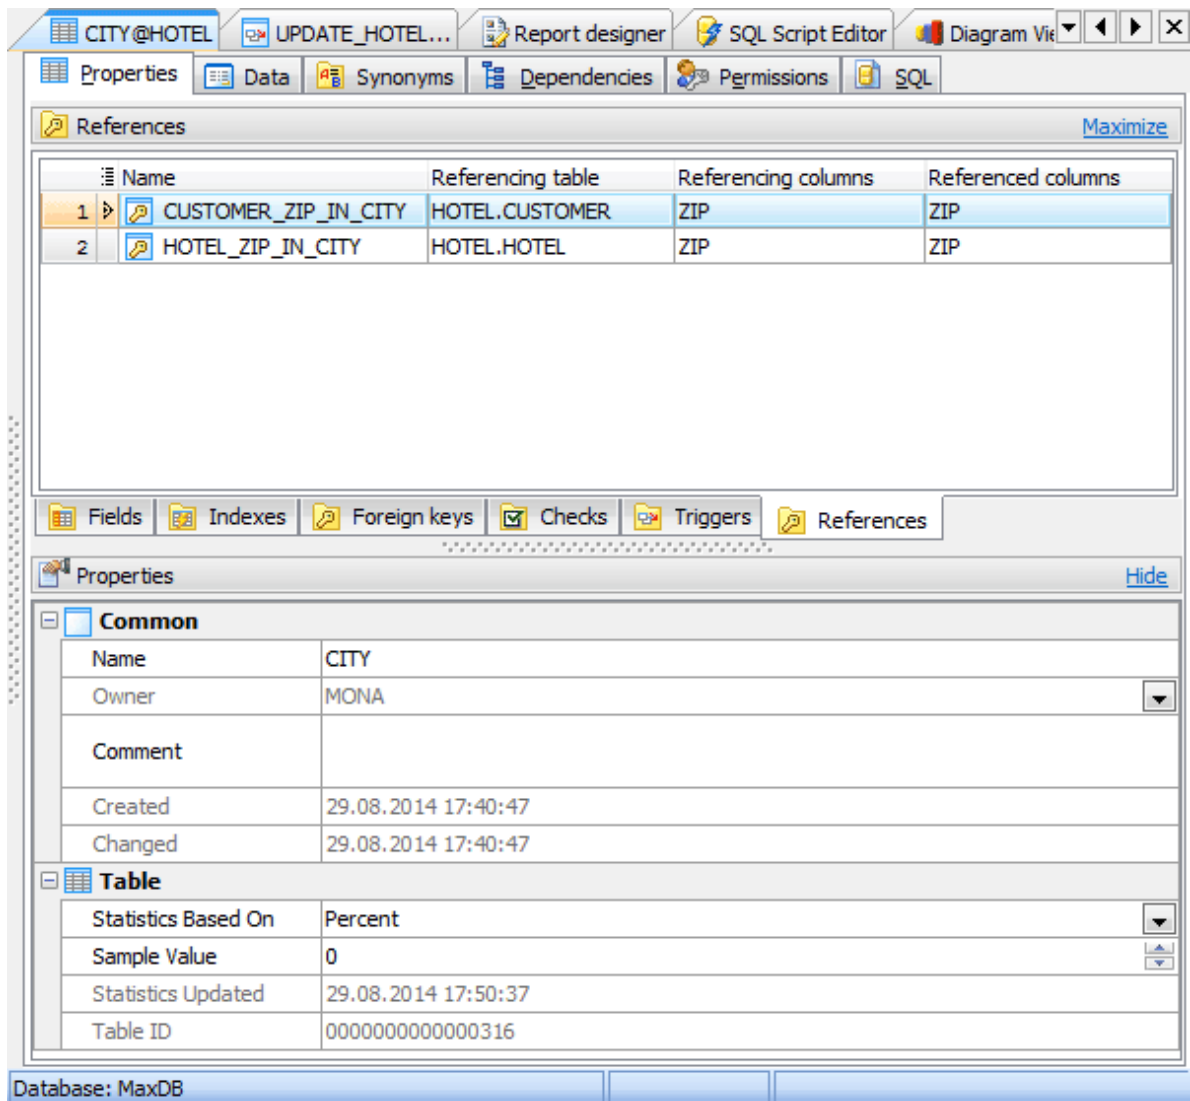 CITY@HOTEL UPDATE_HOTEL... Report designer SQL Script Editor Diagram Vie
Properties Data Synonyms Dependencies Permissions SQL
References Maximize
Name Referencing table Referencing columns Referenced columns
1 CUSTOMER_ZIP_IN_CITY HOTEL.CUSTOMER ZIP ZIP
2 HOTEL_ZIP_IN_CITY HOTEL.HOTEL ZIP ZIP
Fields Indexes Foreign keys Checks Triggers References
Properties Hide
Common
Name CITY
Owner MONA
Comment
Created 29.08.2014 17:40:47
Changed 29.08.2014 17:40:47
Table
Statistics Based On Percent
Sample Value 0
Statistics Updated 29.08.2014 17:50:37
Table ID 0000000000000316
Database: MaxDB